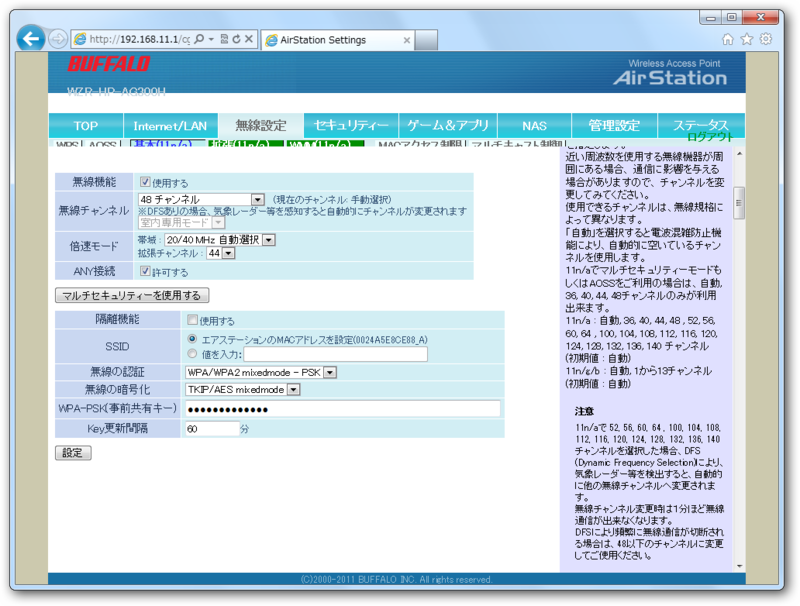 http://192.168.11.1/cg
AirStation Settings
BUFFALO
WZR-HP-AG300H
Wireless Access Point
AirStation
TOP
Internet/LAN
無線設定
セキュリティー
ゲーム&アプリ
NAS
管理設定
ステータス
ログアウト
WPS
AOSS
基本(11n/a)
拡張(11n/a)
MACアクセス制限
マルチキャスト制御
無線機能
使用する
無線チャンネル
48 チャンネル
(現在のチャンネル: 手動選択)
※DFSありの場合、気象レーダー等を感知すると自動的にチャンネルが変更されます
室内専用モード
倍速モード
帯域: 20/40 MHz 自動選択
拡張チャンネル: 44
ANY接続
許可する
マルチセキュリティーを使用する
隔離機能
使用する
SSID
エアステーションのMACアドレスを設定(0024A5E8CE88_A)
値を入力:
無線の認証
WPA/WPA2 mixedmode - PSK
無線の暗号化
TKIP/AES mixedmode
WPA-PSK(事前共有キー)
●●●●●●●●●●●●●
Key更新間隔
60 分
設定
近い周波数を使用する無線機器が周
囲にある場合、通信に影響を与える
場合がありますので、チャンネルを変
更してみてください。
使用できるチャンネルは、無線規格に
よって異なります。
「自動」を選択すると電波混雑防止機
能により、自動的に空いているチャン
ネルを使用します。
11n/aでマルチセキュリティーモードも
しくはAOSSをご利用の場合は、自動,
36, 40, 44, 48チャンネルのみが利用
出来ます。
11n/a : 自動, 36, 40, 44, 48 , 52, 56,
60, 64 , 100, 104, 108, 112, 116, 120,
124, 128, 132, 136, 140 チャンネル
(初期値 : 自動)
11n/g/b : 自動, 1から13チャンネル
(初期値 : 自動)
注意
11n/aで 52, 56, 60, 64 , 100, 104, 108,
112, 116, 120, 124, 128, 132, 136, 140
チャンネルを選択した場合、DFS
(Dynamic Frequency Selection)により、
気象レーダー等を検出すると、自動的
に他の無線チャンネルへ変更されま
す。
無線チャンネル変更時は1分ほど無線
通信が出来なくなります。
DFSにより頻繁に無線通信が切断され
る場合は、48以下のチャンネルに変更
してご使用ください。
(C)2000-2011 BUFFALO INC. All rights reserved.